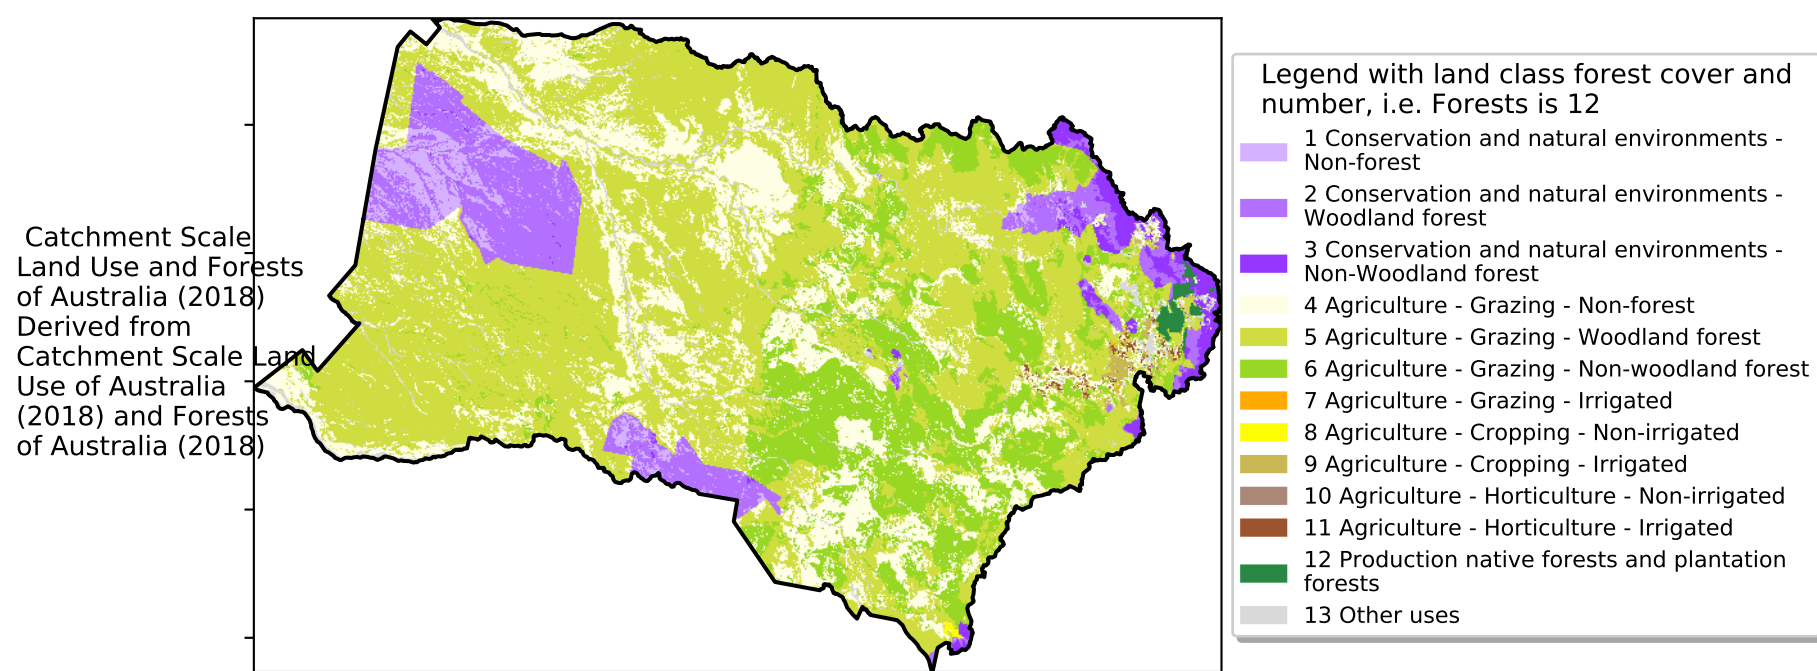 Catchment Scale
Land Use and Forests
of Australia (2018)
Derived from
Catchment Scale Land
Use of Australia
(2018) and Forests
of Australia (2018)
Legend with land class forest cover and
number, i.e. Forests is 12
1 Conservation and natural environments -
Non-forest
2 Conservation and natural environments -
Woodland forest
3 Conservation and natural environments -
Non-Woodland forest
4 Agriculture - Grazing - Non-forest
5 Agriculture - Grazing - Woodland forest
6 Agriculture - Grazing - Non-woodland forest
7 Agriculture - Grazing - Irrigated
8 Agriculture - Cropping - Non-irrigated
9 Agriculture - Cropping - Irrigated
10 Agriculture - Horticulture - Non-irrigated
11 Agriculture - Horticulture - Irrigated
12 Production native forests and plantation
forests
13 Other uses